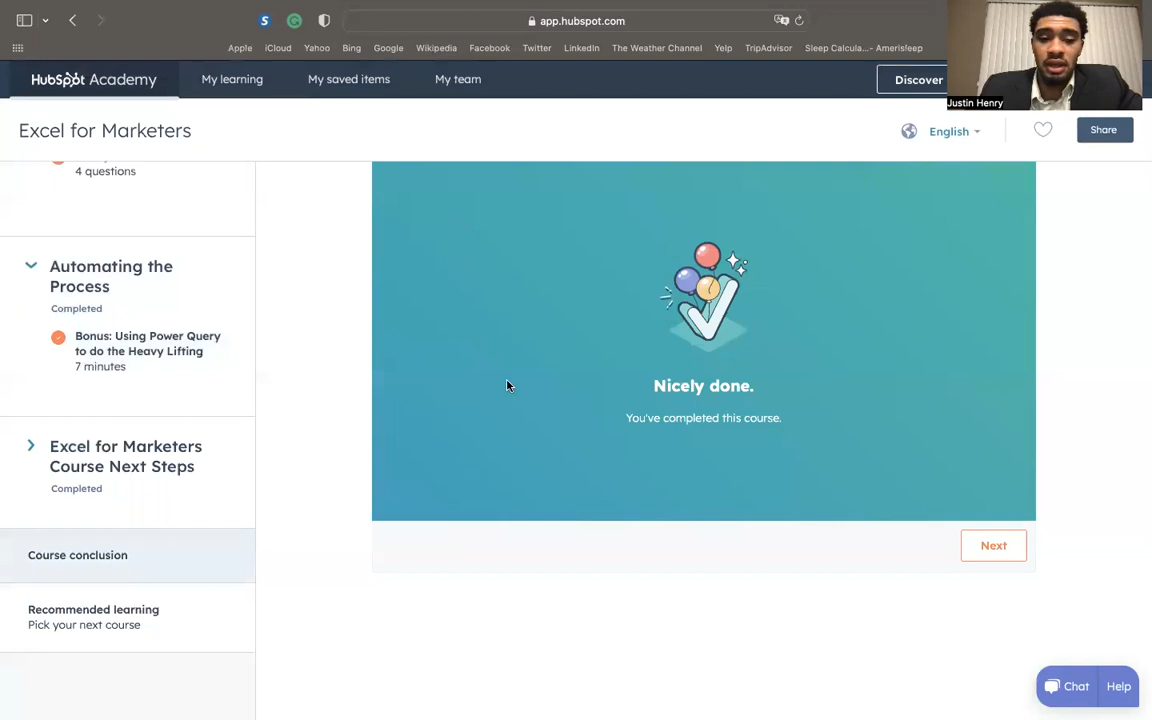 app.hubspot.com
Apple iCloud Yahoo Bing Google Wikipedia Facebook Twitter LinkedIn The Weather Channel Yelp TripAdvisor Sleep Calcula... - Amerisleep
HubSpot Academy My learning My saved items My team Discover
Justin Henry
Excel for Marketers English Share
4 questions
Automating the
Process
Completed
Bonus: Using Power Query
to do the Heavy Lifting
7 minutes
Excel for Marketers
Course Next Steps
Completed
Course conclusion
Recommended learning
Pick your next course
Nicely done.
You've completed this course.
Next
Chat Help